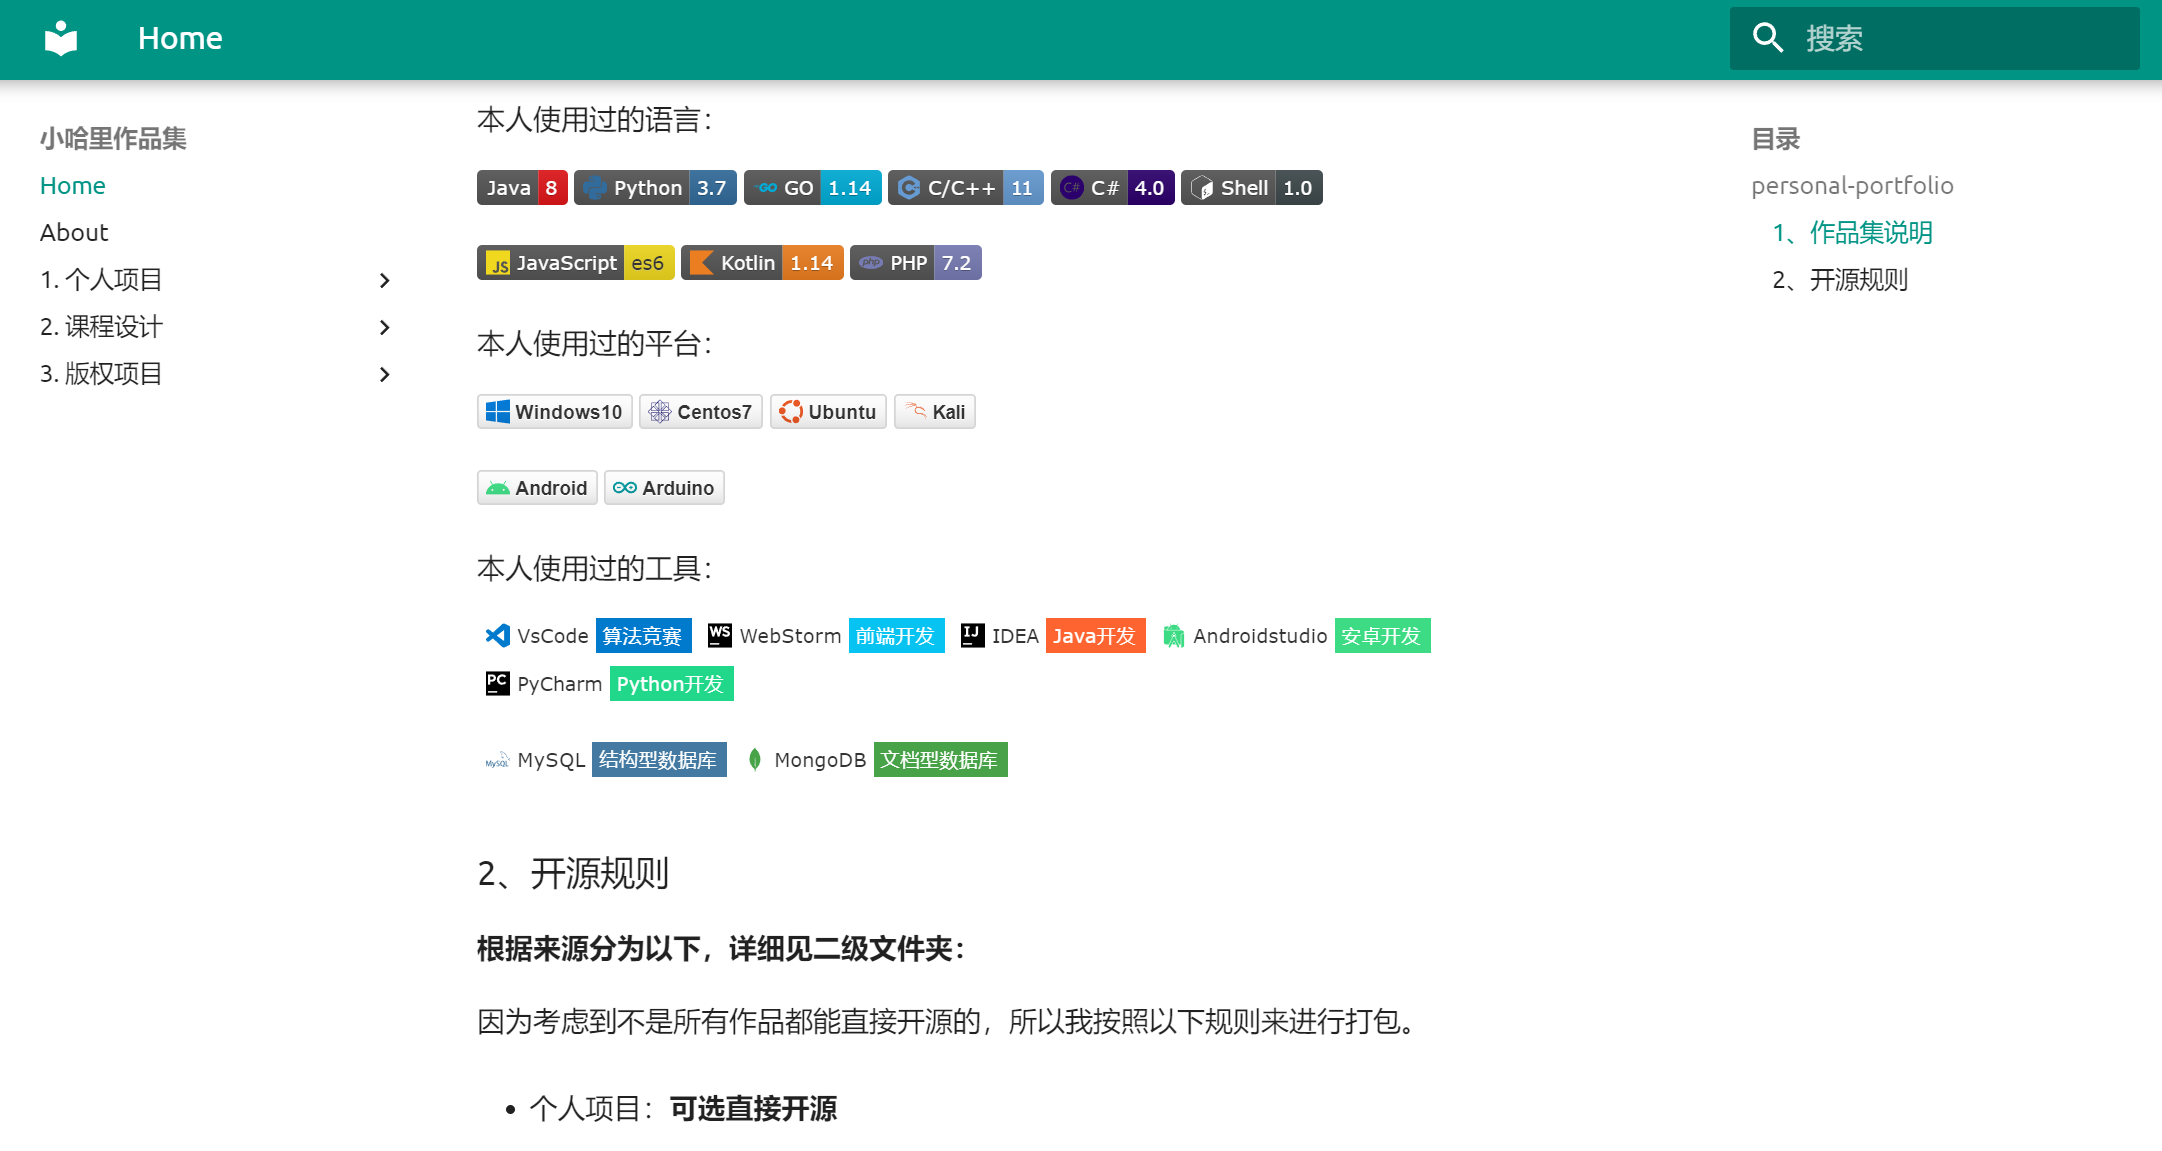 Home
搜索
小哈里作品集
Home
About
1. 个人项目
2. 课程设计
3. 版权项目
本人使用过的语言：
Java 8 Python 3.7 GO GO 1.14 C/C++ 11 C# C# 4.0 Shell 1.0
JS JavaScript es6 Kotlin 1.14 php PHP 7.2
本人使用过的平台：
Windows10 Centos7 Ubuntu Kali
Android Arduino
本人使用过的工具：
VsCode 算法竞赛 WS WebStorm 前端开发 IJ IDEA Java开发 Androidstudio 安卓开发
PC PyCharm Python开发
MySQL MySQL 结构型数据库 MongoDB 文档型数据库
2、开源规则
根据来源分为以下，详细见二级文件夹：
因为考虑到不是所有作品都能直接开源的，所以我按照以下规则来进行打包。
• 个人项目：可选直接开源
目录
personal-portfolio
1、作品集说明
2、开源规则